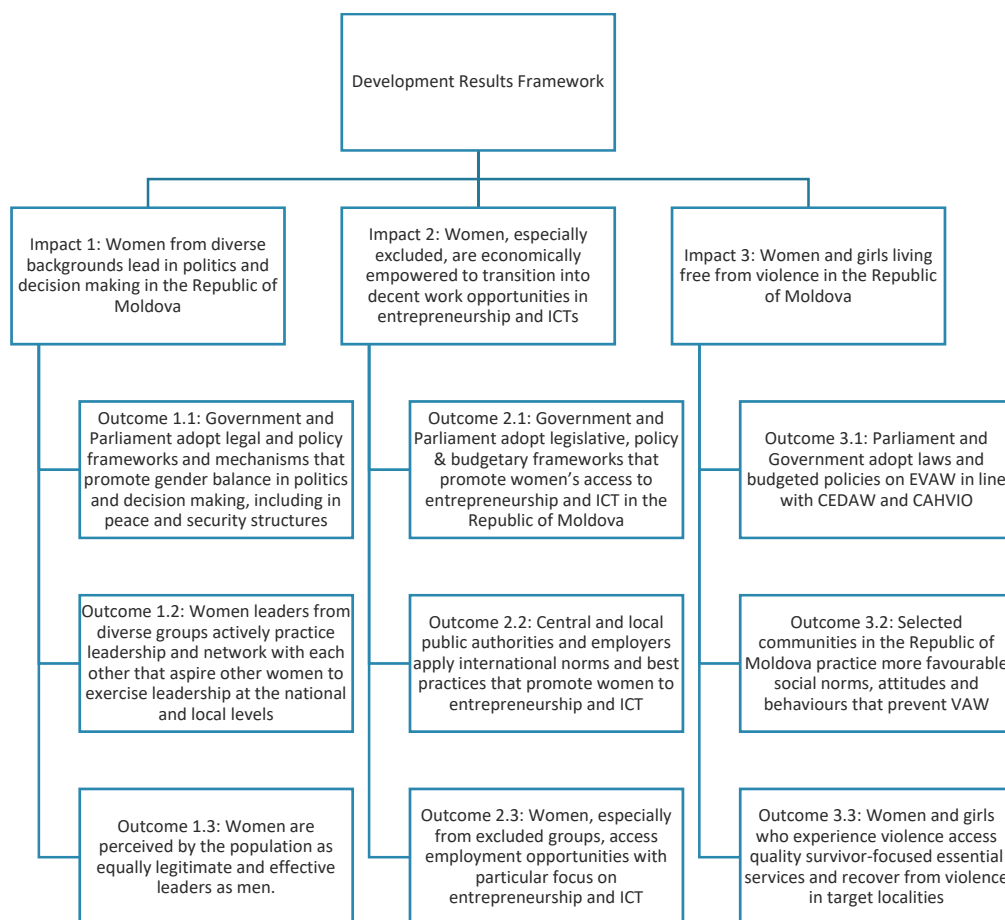 Development Results Framework
Impact 1: Women from diverse
backgrounds lead in politics and
decision making in the Republic of
Moldova
Impact 2: Women, especially
excluded, are economically
empowered to transition into
decent work opportunities in
entrepreneurship and ICTs
Impact 3: Women and girls living
free from violence in the Republic
of Moldova
Outcome 1.1: Government and
Parliament adopt legal and policy
frameworks and mechanisms that
promote gender balance in politics
and decision making, including in
peace and security structures
Outcome 2.1: Government and
Parliament adopt legislative, policy
& budgetary frameworks that
promote women’s access to
entrepreneurship and ICT in the
Republic of Moldova
Outcome 3.1: Parliament and
Government adopt laws and
budgeted policies on EVAW in line
with CEDAW and CAHVIO
Outcome 1.2: Women leaders from
diverse groups actively practice
leadership and network with each
other that aspire other women to
exercise leadership at the national
and local levels
Outcome 2.2: Central and local
public authorities and employers
apply international norms and best
practices that promote women to
entrepreneurship and ICT
Outcome 3.2: Selected
communities in the Republic of
Moldova practice more favourable
social norms, attitudes and
behaviours that prevent VAW
Outcome 1.3: Women are
perceived by the population as
equally legitimate and effective
leaders as men.
Outcome 2.3: Women, especially
from excluded groups, access
employment opportunities with
particular focus on
entrepreneurship and ICT
Outcome 3.3: Women and girls
who experience violence access
quality survivor-focused essential
services and recover from violence
in target localities